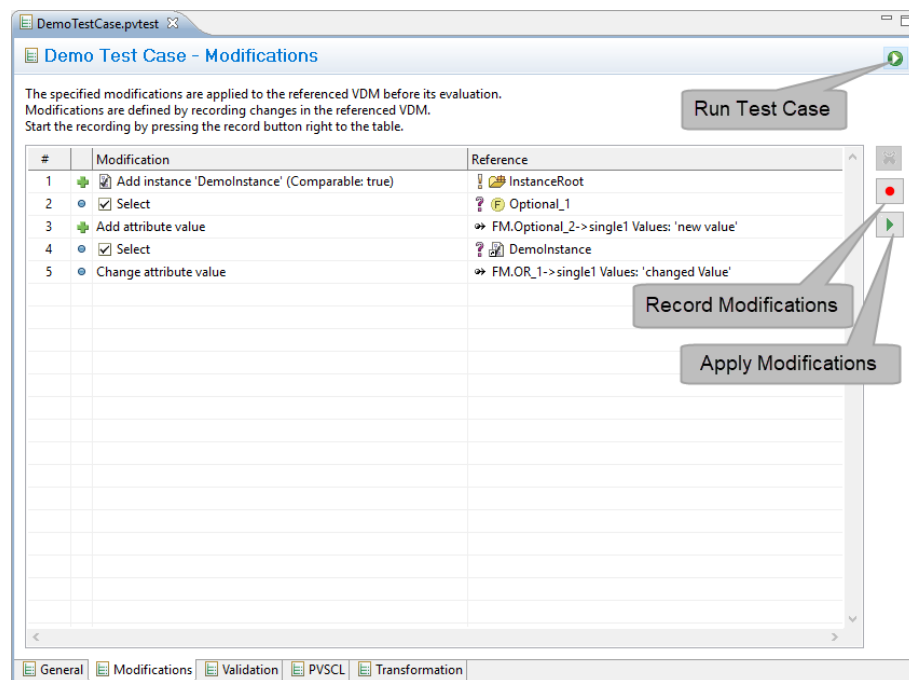 DemoTestCase.pvtest
Demo Test Case - Modifications
The specified modifications are applied to the referenced VDM before its evaluation.
Modifications are defined by recording changes in the referenced VDM.
Start the recording by pressing the record button right to the table.
Run Test Case
# Modification Reference
1 Add instance 'DemoInstance' (Comparable: true) InstanceRoot
2 Select Optional_1
3 Add attribute value FM.Optional_2->single1 Values: 'new value'
4 Select DemoInstance
5 Change attribute value FM.OR_1->single1 Values: 'changed Value'
Record Modifications
Apply Modifications
General Modifications Validation PVSCL Transformation